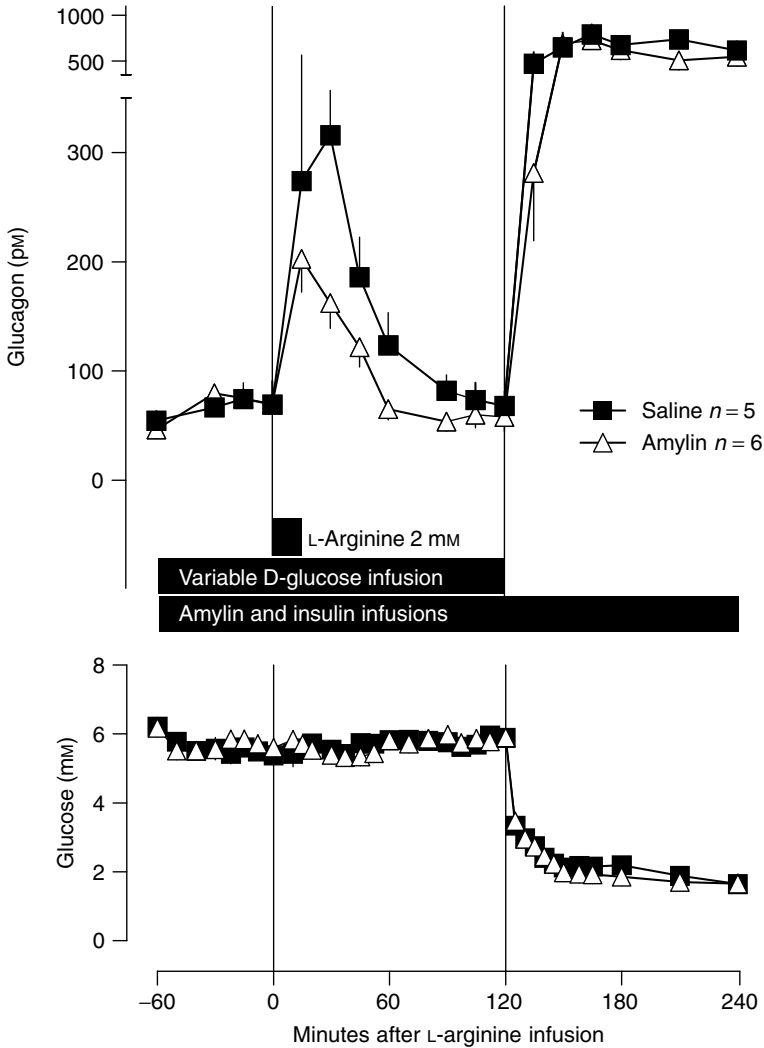 1000
500
300
200
100
0
Glucagon (pM)
Saline n = 5
Amylin n = 6
L-Arginine 2 mM
Variable D-glucose infusion
Amylin and insulin infusions
8
6
4
2
0
Glucose (mM)
–60 0 60 120 180 240
Minutes after L-arginine infusion